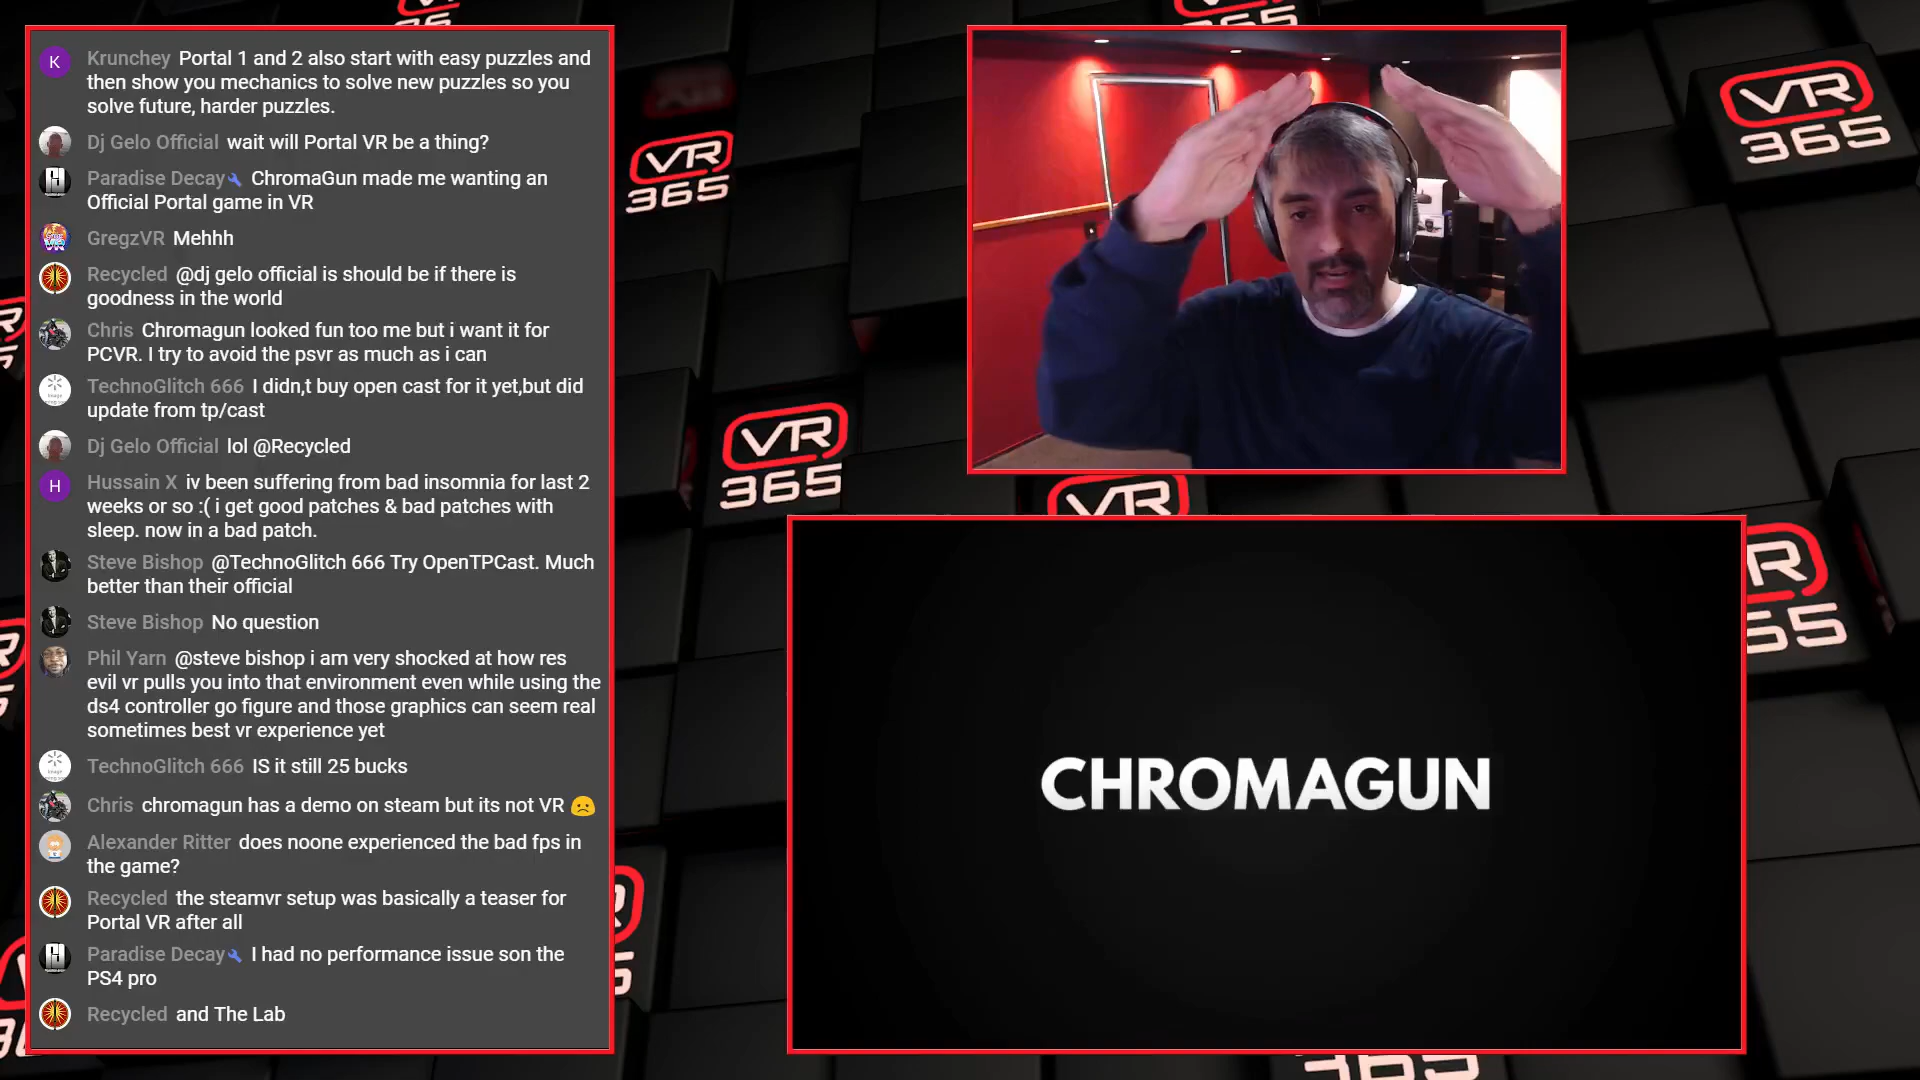 K Krunchey Portal 1 and 2 also start with easy puzzles and
then show you mechanics to solve new puzzles so you
solve future, harder puzzles.
Dj Gelo Official wait will Portal VR be a thing?
Paradise Decay ChromaGun made me wanting an
Official Portal game in VR
GregzVR Mehhh
Recycled @dj gelo official is should be if there is
goodness in the world
Chris Chromagun looked fun too me but i want it for
PCVR. I try to avoid the psvr as much as i can
TechnoGlitch 666 I didn,t buy open cast for it yet,but did
update from tp/cast
Dj Gelo Official lol @Recycled
H Hussain X iv been suffering from bad insomnia for last 2
weeks or so :( i get good patches & bad patches with
sleep. now in a bad patch.
Steve Bishop @TechnoGlitch 666 Try OpenTPCast. Much
better than their official
Steve Bishop No question
Phil Yarn @steve bishop i am very shocked at how res
evil vr pulls you into that environment even while using the
ds4 controller go figure and those graphics can seem real
sometimes best vr experience yet
TechnoGlitch 666 IS it still 25 bucks
Chris chromagun has a demo on steam but its not VR ☹️
Alexander Ritter does noone experienced the bad fps in
the game?
Recycled the steamvr setup was basically a teaser for
Portal VR after all
Paradise Decay I had no performance issue son the
PS4 pro
Recycled and The Lab
VR
365
VR
365
VR
365
VR
365
CHROMAGUN